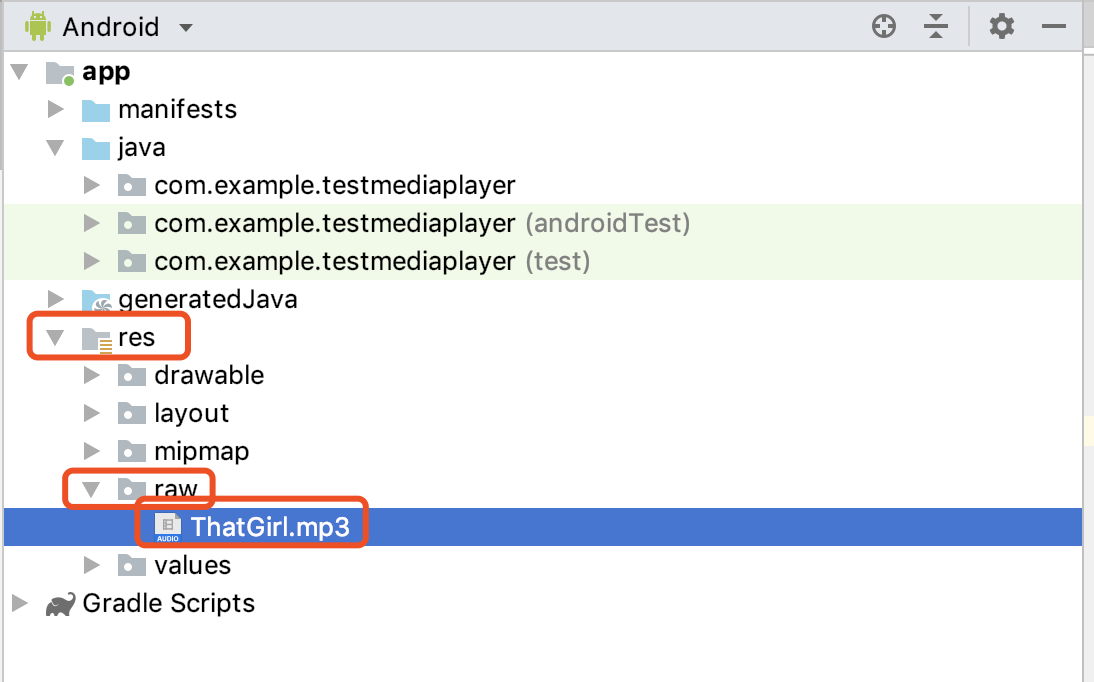 Android
app
manifests
java
com.example.testmediaplayer
com.example.testmediaplayer (androidTest)
com.example.testmediaplayer (test)
generatedJava
res
drawable
layout
mipmap
raw
AUDIO ThatGirl.mp3
values
Gradle Scripts